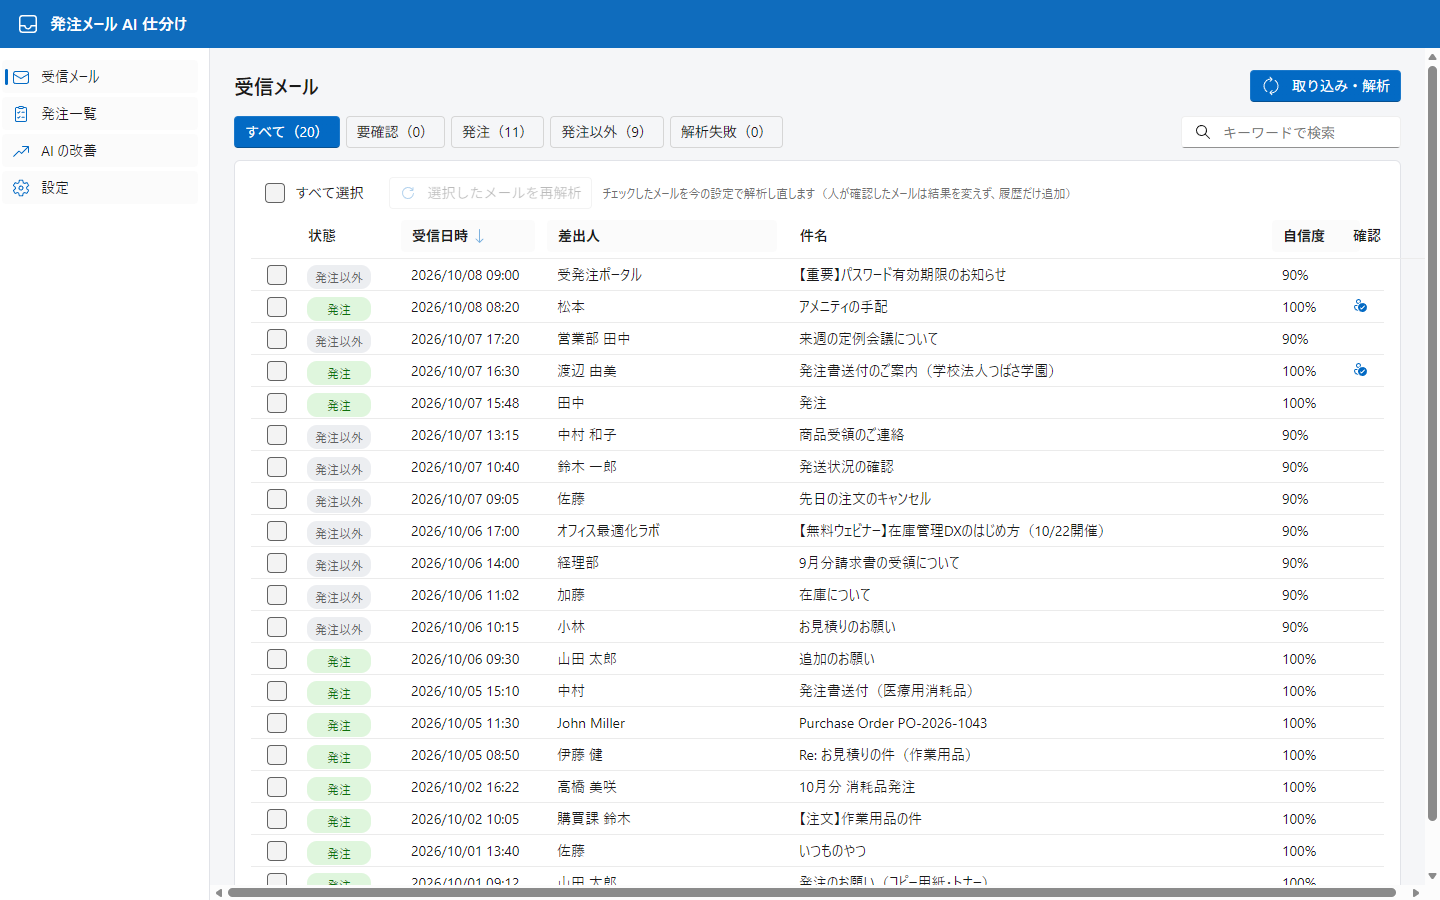 発注メール AI 仕分け
受信メール
発注一覧
AI の改善
設定
受信メール
取り込み・解析
すべて（20） 要確認（0） 発注（11） 発注以外（9） 解析失敗（0）
キーワードで検索
すべて選択 選択したメールを再解析 チェックしたメールを今の設定で解析し直します（人が確認したメールは結果を変えず、履歴だけ追加）
状態 受信日時 ↓ 差出人 件名 自信度 確認
発注以外 2026/10/08 09:00 受発注ポータル 【重要】パスワード有効期限のお知らせ 90%
発注 2026/10/08 08:20 松本 アメニティの手配 100%
発注以外 2026/10/07 17:20 営業部 田中 来週の定例会議について 90%
発注 2026/10/07 16:30 渡辺 由美 発注書送付のご案内（学校法人つばさ学園） 100%
発注 2026/10/07 15:48 田中 発注 100%
発注以外 2026/10/07 13:15 中村 和子 商品受領のご連絡 90%
発注以外 2026/10/07 10:40 鈴木 一郎 発送状況の確認 90%
発注以外 2026/10/07 09:05 佐藤 先日の注文のキャンセル 90%
発注以外 2026/10/06 17:00 オフィス最適化ラボ 【無料ウェビナー】在庫管理DXのはじめ方（10/22開催） 90%
発注以外 2026/10/06 14:00 経理部 9月分請求書の受領について 90%
発注以外 2026/10/06 11:02 加藤 在庫について 90%
発注以外 2026/10/06 10:15 小林 お見積りのお願い 90%
発注 2026/10/06 09:30 山田 太郎 追加のお願い 100%
発注 2026/10/05 15:10 中村 発注書送付（医療用消耗品） 100%
発注 2026/10/05 11:30 John Miller Purchase Order PO-2026-1043 100%
発注 2026/10/05 08:50 伊藤 健 Re: お見積りの件（作業用品） 100%
発注 2026/10/02 16:22 高橋 美咲 10月分 消耗品発注 100%
発注 2026/10/02 10:05 購買課 鈴木 【注文】作業用品の件 100%
発注 2026/10/01 13:40 佐藤 いつものやつ 100%
発注 2026/10/01 09:12 山田 太郎 発注のお願い（コピー用紙・トナー） 100%